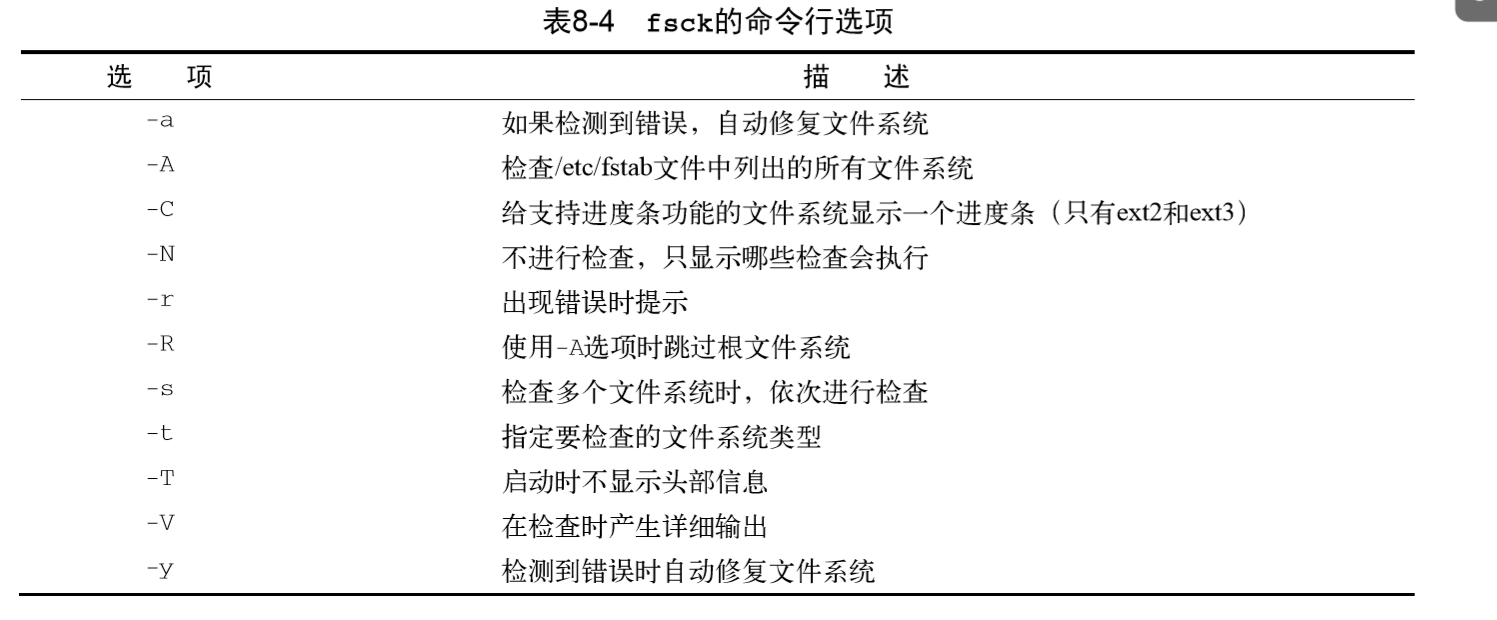 表8-4 fsck的命令行选项
选 项 描 述
-a 如果检测到错误，自动修复文件系统
-A 检查/etc/fstab文件中列出的所有文件系统
-C 给支持进度条功能的文件系统显示一个进度条（只有ext2和ext3）
-N 不进行检查，只显示哪些检查会执行
-r 出现错误时提示
-R 使用-A选项时跳过根文件系统
-s 检查多个文件系统时，依次进行检查
-t 指定要检查的文件系统类型
-T 启动时不显示头部信息
-V 在检查时产生详细输出
-y 检测到错误时自动修复文件系统